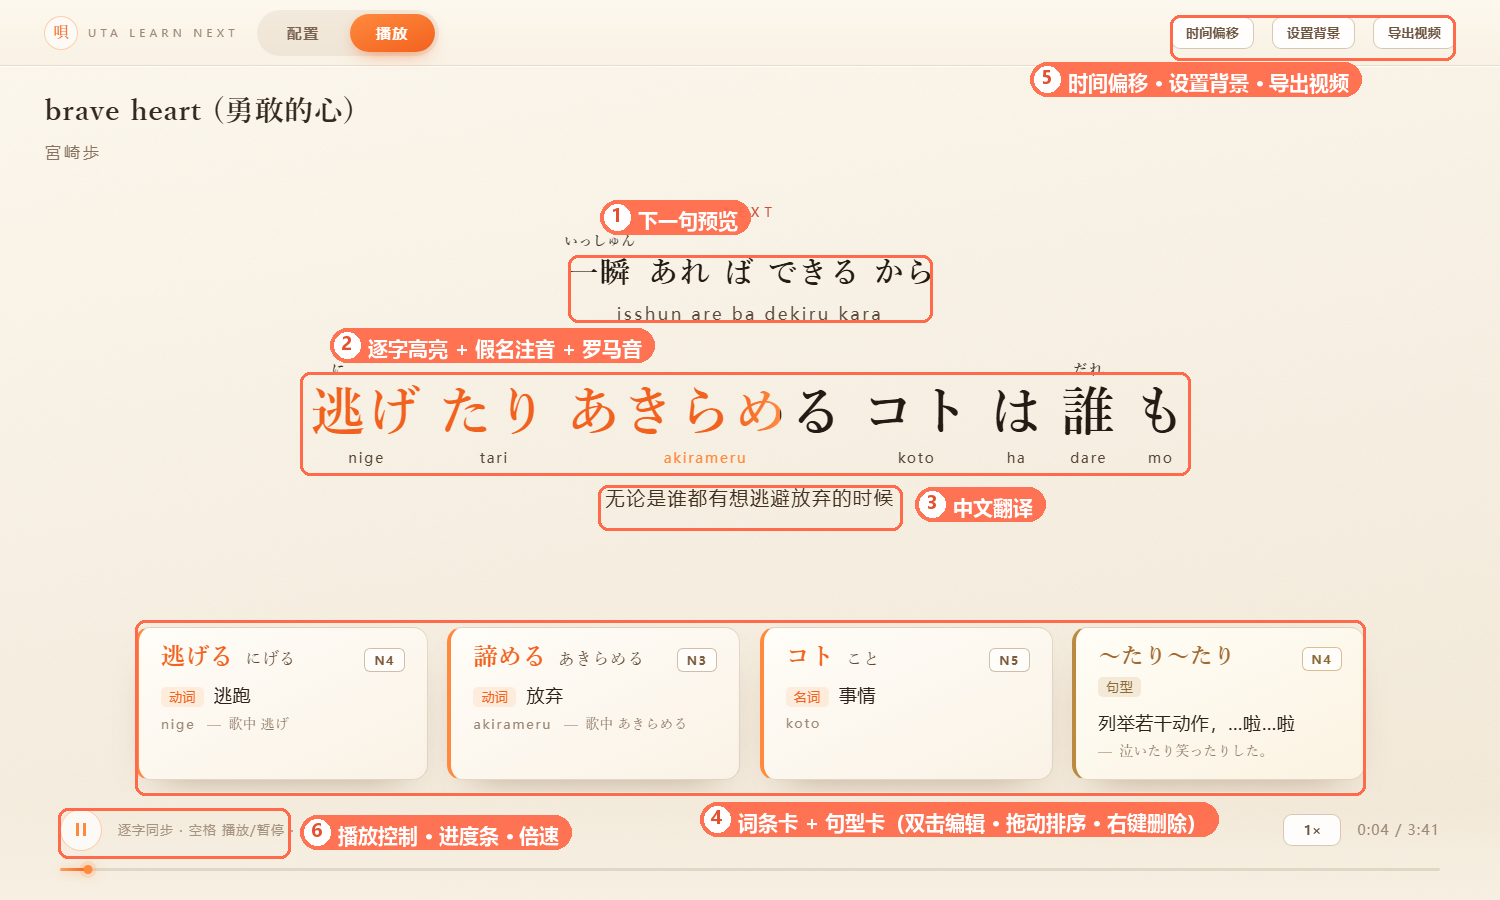 唄 UTA LEARN NEXT 配置 播放 时间偏移 设置背景 导出视频
5 时间偏移・设置背景・导出视频
brave heart（勇敢的心）
宮崎歩
1 下一句预览 XT
いっしゅん
一瞬 あれ ば できる から
isshun are ba dekiru kara
2 逐字高亮 + 假名注音 + 罗马音
に だれ
逃げ たり あきらめる コト は 誰 も
nige tari akirameru koto ha dare mo
无论是谁都有想逃避放弃的时候
3 中文翻译
逃げる にげる N4
动词 逃跑
nige — 歌中 逃げ
諦める あきらめる N3
动词 放弃
akirameru — 歌中 あきらめる
コト こと N5
名词 事情
koto
～たり～たり N4
句型
列举若干动作，...啦...啦
— 泣いたり笑ったりした。
逐字同步 · 空格 播放/暂停 ·
6 播放控制・进度条・倍速
4 词条卡 + 句型卡（双击编辑・拖动排序・右键删除）
1× 0:04 / 3:41